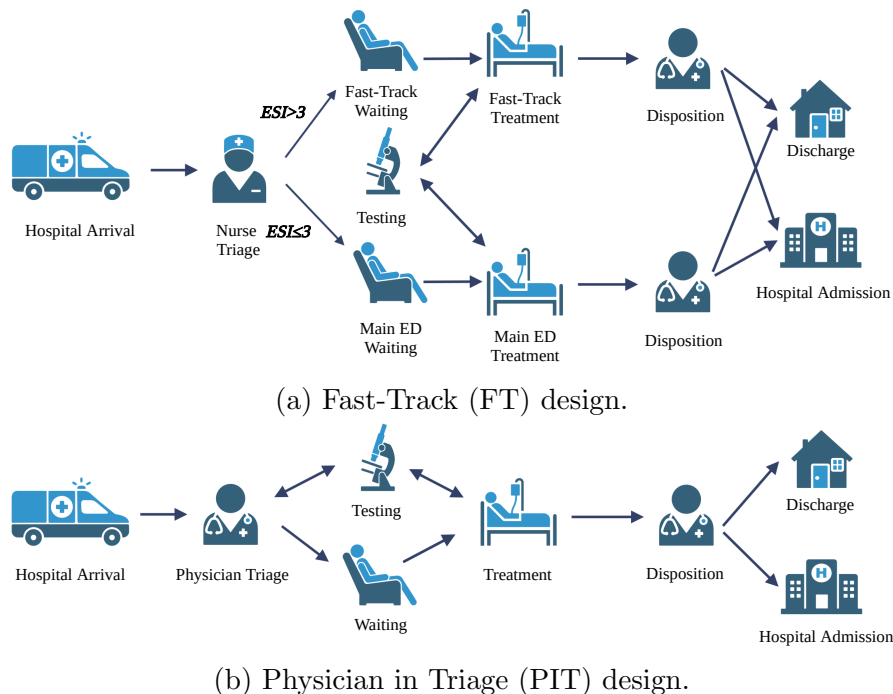 ESI>3
Fast-Track
Waiting
Fast-Track
Treatment
Disposition
Discharge
Hospital Arrival
Nurse
Triage
ESI≤3
Testing
Main ED
Waiting
Main ED
Treatment
Disposition
H
Hospital Admission
(a) Fast-Track (FT) design.
Hospital Arrival
Physician Triage
Testing
Waiting
Treatment
Disposition
Discharge
H
Hospital Admission
(b) Physician in Triage (PIT) design.